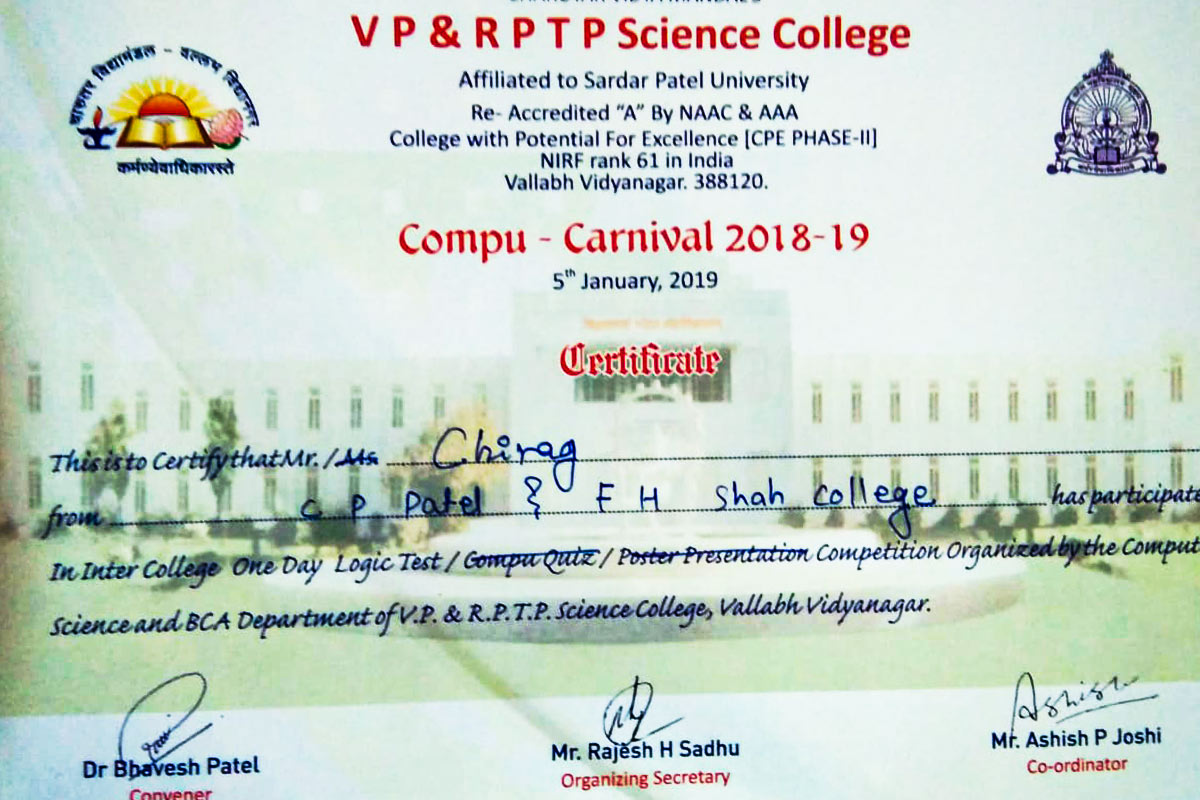 V P & R P T P Science College
Affiliated to Sardar Patel University
Re- Accredited “A” By NAAC & AAA
College with Potential For Excellence [CPE PHASE-II]
NIRF rank 61 in India
Vallabh Vidyanagar. 388120.
चारुतर विद्यामंडल - वल्लभ विद्यानगर
कर्मण्येवाधिकारस्ते
Compu - Carnival 2018-19
5th January, 2019
Certificate
This is to Certify that Mr. / Ms. Chirag
from C P Patel & F H Shah College has participate
In Inter College One Day Logic Test / Compu Quiz / Poster Presentation Competition Organized by the Comput
Science and BCA Department of V.P. & R.P.T.P. Science College, Vallabh Vidyanagar.
Ashish
Dr Bhavesh Patel
Convener
Mr. Rajesh H Sadhu
Organizing Secretary
Mr. Ashish P Joshi
Co-ordinator